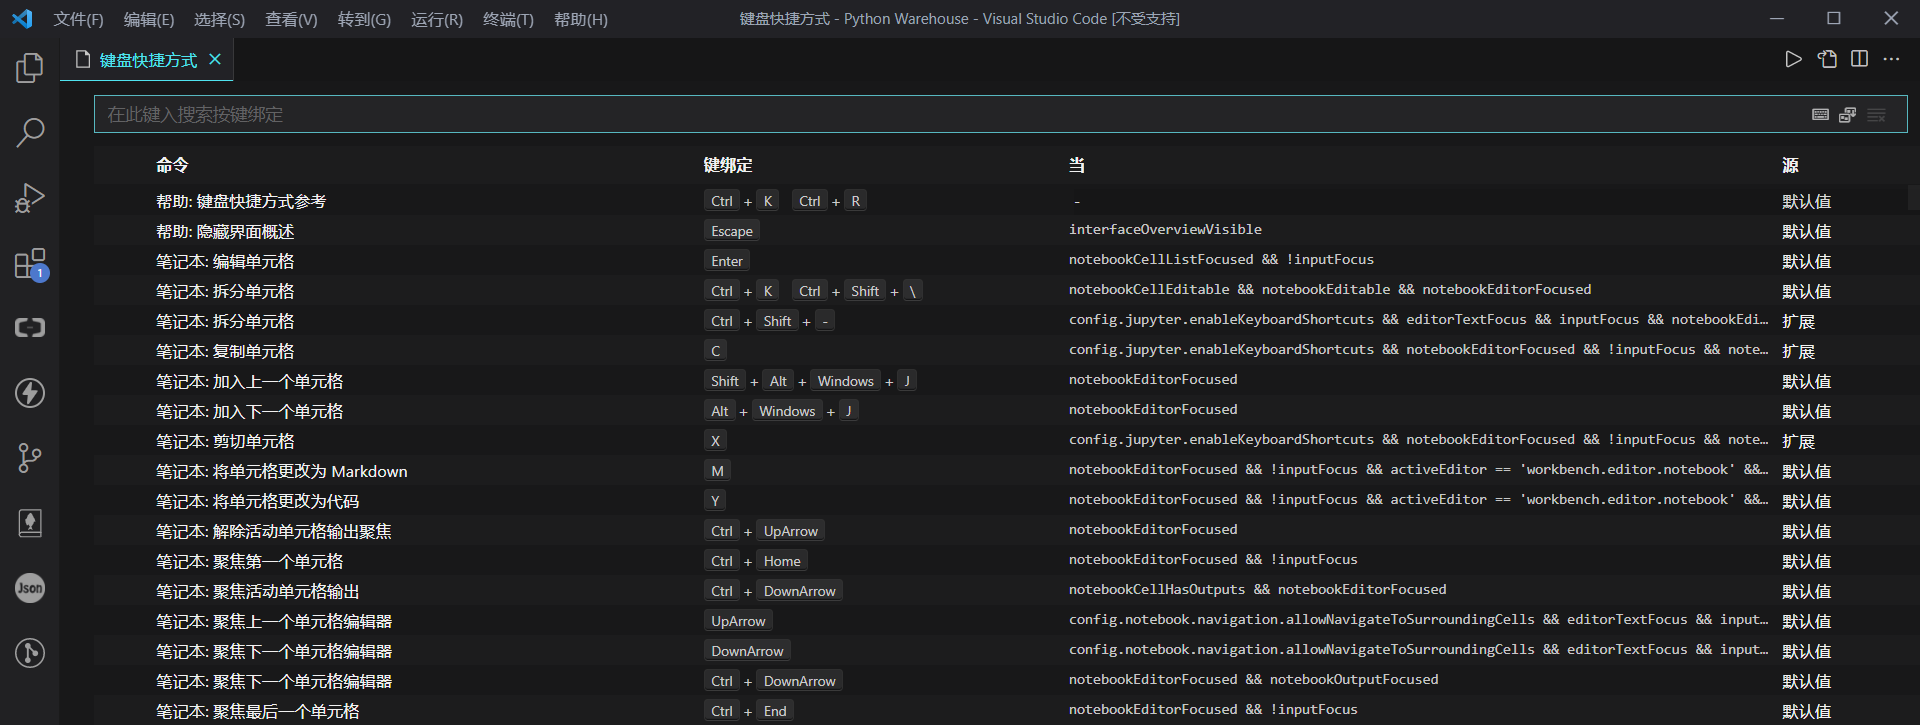 文件(F) 编辑(E) 选择(S) 查看(V) 转到(G) 运行(R) 终端(T) 帮助(H) 键盘快捷方式 - Python Warehouse - Visual Studio Code [不受支持]
键盘快捷方式
在此键入搜索按键绑定
命令 键绑定 当 源
帮助: 键盘快捷方式参考 Ctrl + K Ctrl + R - 默认值
帮助: 隐藏界面概述 Escape interfaceOverviewVisible 默认值
1
笔记本: 编辑单元格 Enter notebookCellListFocused && !inputFocus 默认值
笔记本: 拆分单元格 Ctrl + K Ctrl + Shift + \ notebookCellEditable && notebookEditable && notebookEditorFocused 默认值
笔记本: 拆分单元格 Ctrl + Shift + - config.jupyter.enableKeyboardShortcuts && editorTextFocus && inputFocus && notebookEdi… 扩展
笔记本: 复制单元格 C config.jupyter.enableKeyboardShortcuts && notebookEditorFocused && !inputFocus && note… 扩展
笔记本: 加入上一个单元格 Shift + Alt + Windows + J notebookEditorFocused 默认值
笔记本: 加入下一个单元格 Alt + Windows + J notebookEditorFocused 默认值
笔记本: 剪切单元格 X config.jupyter.enableKeyboardShortcuts && notebookEditorFocused && !inputFocus && note… 扩展
笔记本: 将单元格更改为 Markdown M notebookEditorFocused && !inputFocus && activeEditor == 'workbench.editor.notebook' &&… 默认值
笔记本: 将单元格更改为代码 Y notebookEditorFocused && !inputFocus && activeEditor == 'workbench.editor.notebook' &&… 默认值
笔记本: 解除活动单元格输出聚焦 Ctrl + UpArrow notebookEditorFocused 默认值
笔记本: 聚焦第一个单元格 Ctrl + Home notebookEditorFocused && !inputFocus 默认值
Json
笔记本: 聚焦活动单元格输出 Ctrl + DownArrow notebookCellHasOutputs && notebookEditorFocused 默认值
笔记本: 聚焦上一个单元格编辑器 UpArrow config.notebook.navigation.allowNavigateToSurroundingCells && editorTextFocus && input… 默认值
笔记本: 聚焦下一个单元格编辑器 DownArrow config.notebook.navigation.allowNavigateToSurroundingCells && editorTextFocus && input… 默认值
笔记本: 聚焦下一个单元格编辑器 Ctrl + DownArrow notebookEditorFocused && notebookOutputFocused 默认值
笔记本: 聚焦最后一个单元格 Ctrl + End notebookEditorFocused && !inputFocus 默认值